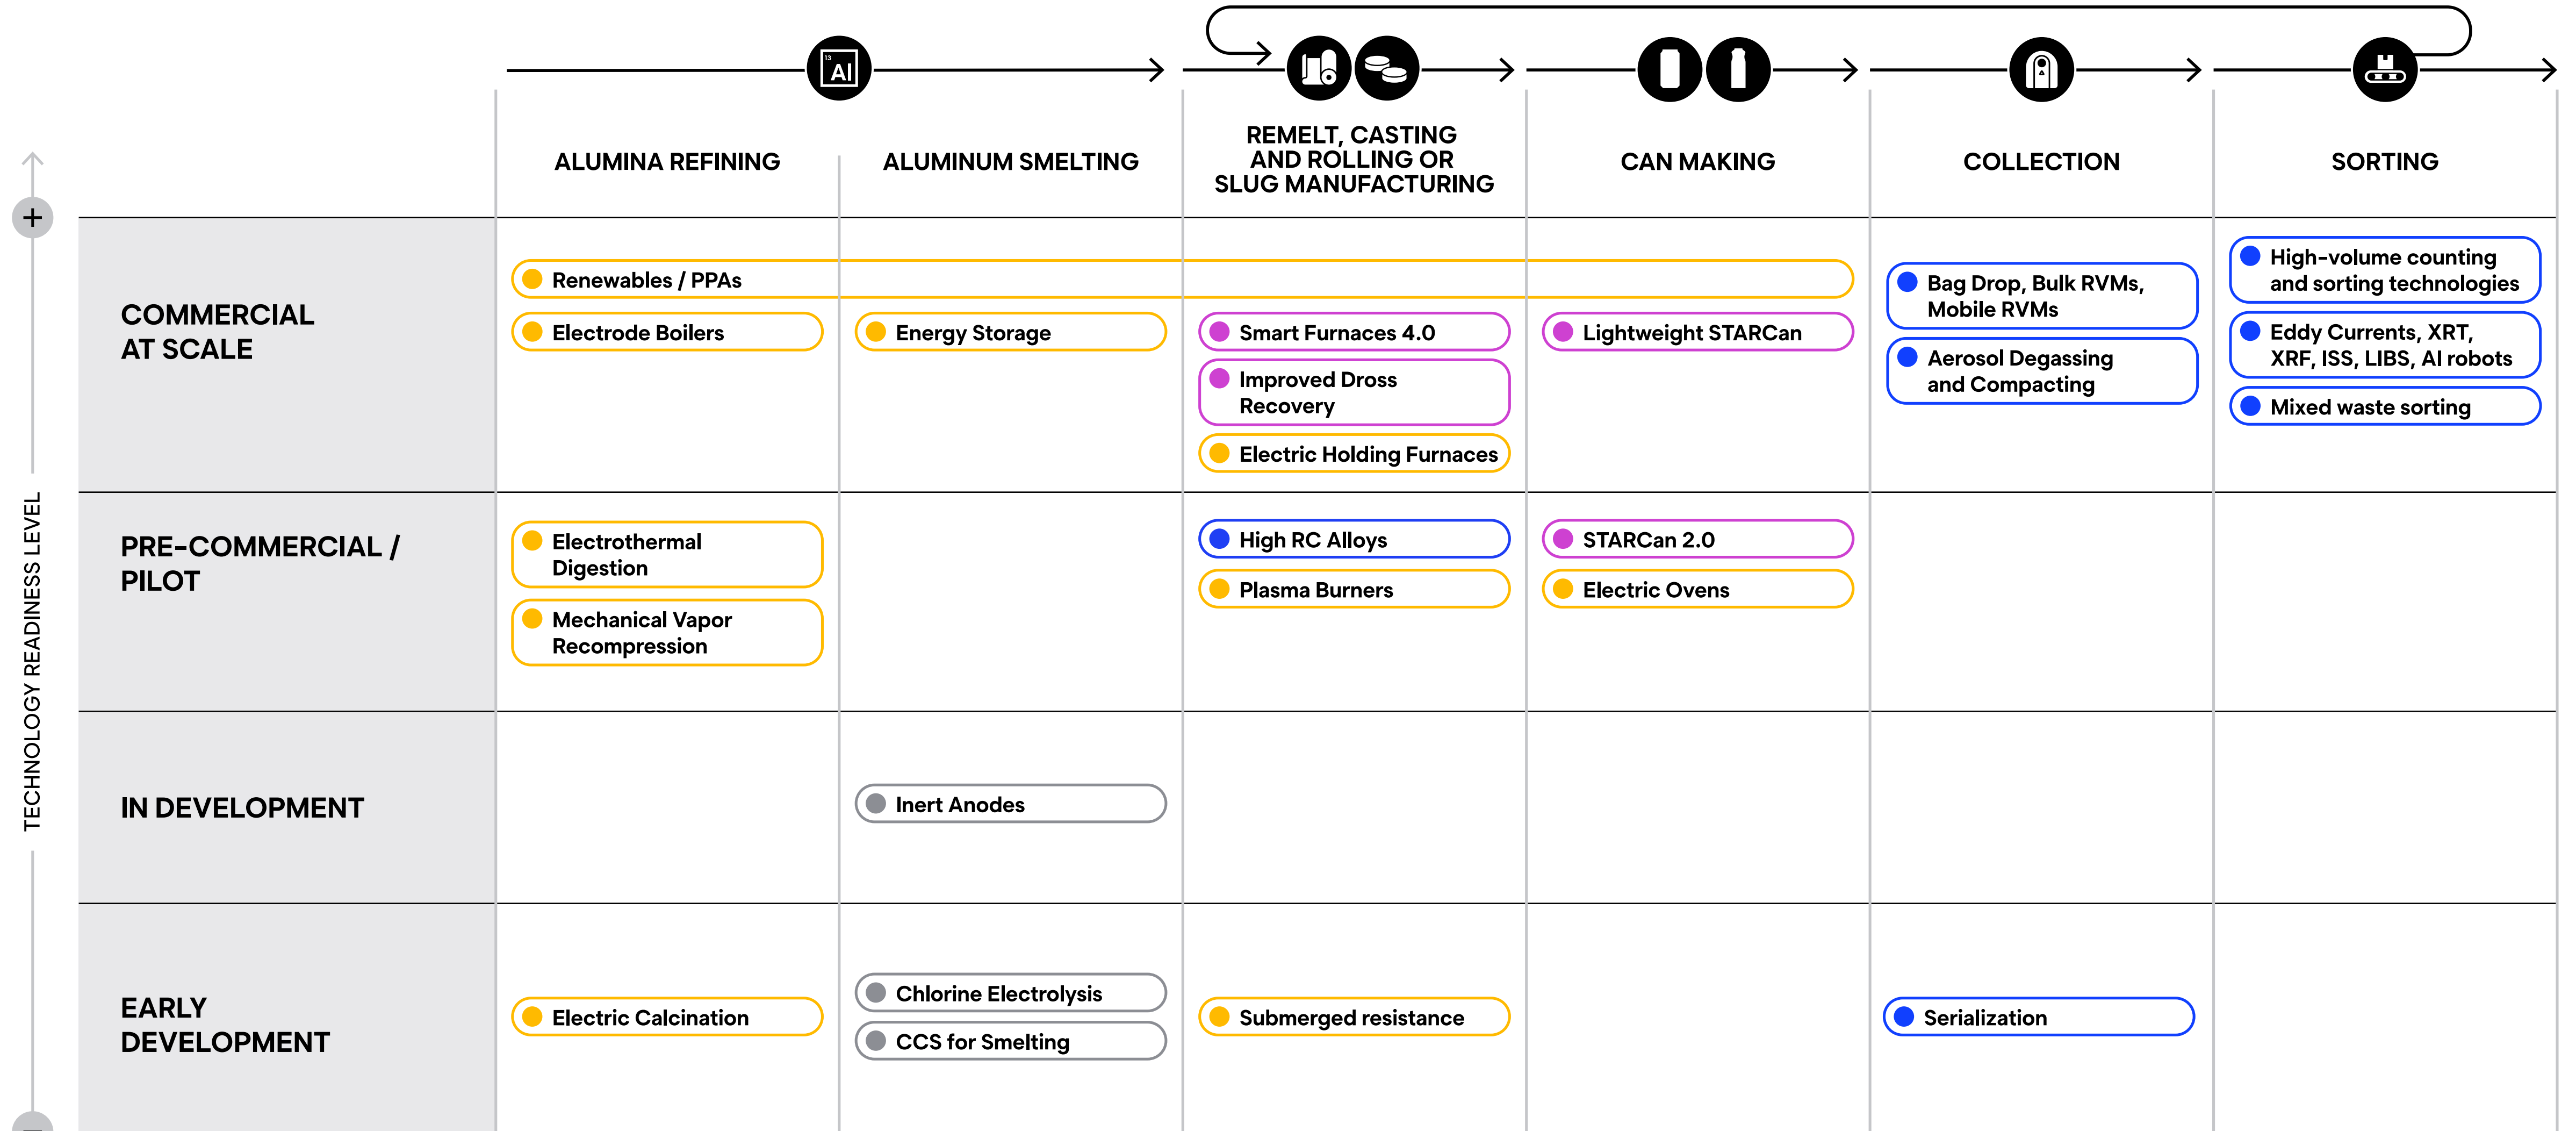 13
Al
ALUMINA REFINING
ALUMINUM SMELTING
REMELT, CASTING
AND ROLLING OR
SLUG MANUFACTURING
CAN MAKING
COLLECTION
SORTING
+
TECHNOLOGY READINESS LEVEL
COMMERCIAL
AT SCALE
Renewables / PPAs
Electrode Boilers
Energy Storage
Smart Furnaces 4.0
Improved Dross
Recovery
Electric Holding Furnaces
Lightweight STARCan
Bag Drop, Bulk RVMs,
Mobile RVMs
Aerosol Degassing
and Compacting
High-volume counting
and sorting technologies
Eddy Currents, XRT,
XRF, ISS, LIBS, AI robots
Mixed waste sorting
PRE-COMMERCIAL /
PILOT
Electrothermal
Digestion
Mechanical Vapor
Recompression
High RC Alloys
Plasma Burners
STARCan 2.0
Electric Ovens
IN DEVELOPMENT
Inert Anodes
EARLY
DEVELOPMENT
Electric Calcination
Chlorine Electrolysis
CCS for Smelting
Submerged resistance
Serialization